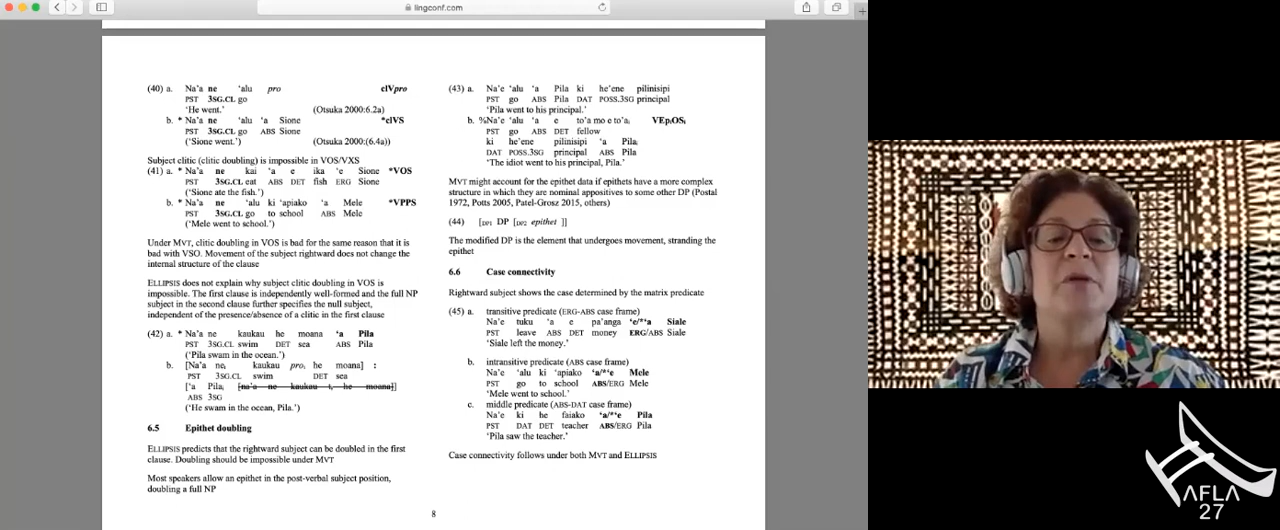 lingconf.com
(40) a. Na'a ne 'alu pro clVpro
PST 3SG.CL go
'He went.' (Otsuka 2000:6.2a)
b. * Na'a ne 'alu 'a Sione *clVS
PST 3SG.CL go ABS Sione
('Sione went.') (Otsuka 2000:(6.4a))
Subject clitic (clitic doubling) is impossible in VOS/VXS
(41) a. * Na'a ne kai 'a e ika 'e Sione *VOS
PST 3SG.CL eat ABS DET fish ERG Sione
('Sione ate the fish.')
b. * Na'a ne 'alu ki 'apiako 'a Mele *VPPS
PST 3SG.CL go to school ABS Mele
('Mele went to school.')
Under MVT, clitic doubling in VOS is bad for the same reason that it is
bad with VSO. Movement of the subject rightward does not change the
internal structure of the clause
ELLIPSIS does not explain why subject clitic doubling in VOS is
impossible. The first clause is independently well-formed and the full NP
subject in the second clause further specifies the null subject,
independent of the presence/absence of a clitic in the first clause
(42) a. * Na'a ne kaukau he moana 'a Pila
PST 3SG.CL swim DET sea ABS Pila
('Pila swam in the ocean.')
b. [Na'a neᵢ kaukau proᵢ he moana] :
PST 3SG.CL swim DET sea
['a Pilaᵢ [na'a ne kaukau tᵢ he moana]]
ABS 3SG
('He swam in the ocean, Pila.')
6.5 Epithet doubling
ELLIPSIS predicts that the rightward subject can be doubled in the first
clause. Doubling should be impossible under MVT
Most speakers allow an epithet in the post-verbal subject position,
doubling a full NP
(43) a. Na'e 'alu 'a Pila ki he'ene pilinisipi
PST go ABS Pila DAT POSS.3SG principal
'Pila went to his principal.'
b. %Na'e 'alu 'a e to'a mo e to'aᵢ VEpᵢOSᵢ
PST go ABS DET fellow
ki he'ene pilinisipi 'a Pilaᵢ
DAT POSS.3SG principal ABS Pila
'The idiot went to his principal, Pila.'
MVT might account for the epithet data if epithets have a more complex
structure in which they are nominal appositives to some other DP (Postal
1972, Potts 2005, Patel-Grosz 2015, others)
(44) [DP1 DP [DP2 epithet ]]
The modified DP is the element that undergoes movement, stranding the
epithet
6.6 Case connectivity
Rightward subject shows the case determined by the matrix predicate
(45) a. transitive predicate (ERG-ABS case frame)
Na'e tuku 'a e pa'anga 'e/*'a Siale
PST leave ABS DET money ERG/ABS Siale
'Siale left the money.'
b. intransitive predicate (ABS case frame)
Na'e 'alu ki 'apiako 'a/*'e Mele
PST go to school ABS/ERG Mele
'Mele went to school.'
c. middle predicate (ABS-DAT case frame)
Na'e ki he faiako 'a/*'e Pila
PST DAT DET teacher ABS/ERG Pila
'Pila saw the teacher.'
Case connectivity follows under both MVT and ELLIPSIS
8
AFLA
27